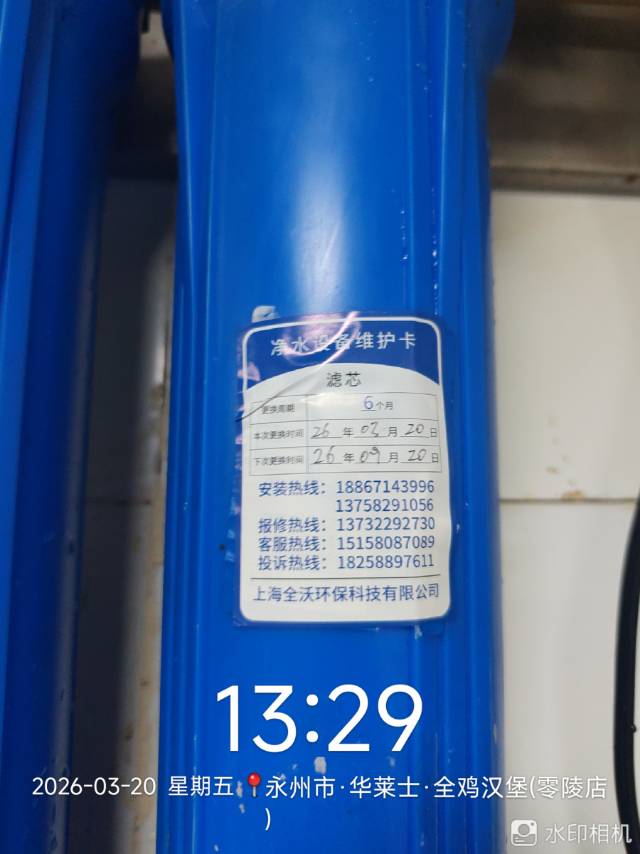 净水设备维护卡
滤芯
更换周期 6个月
本次更换时间 26 年 03 月 20 日
下次更换时间 26 年 09 月 20 日
安装热线：18867143996
13758291056
报修热线：13732292730
客服热线：15158087089
投诉热线：18258897611
上海全沃环保科技有限公司
13:29
2026-03-20 星期五 永州市·华莱士·全鸡汉堡(零陵店
)
水印相机